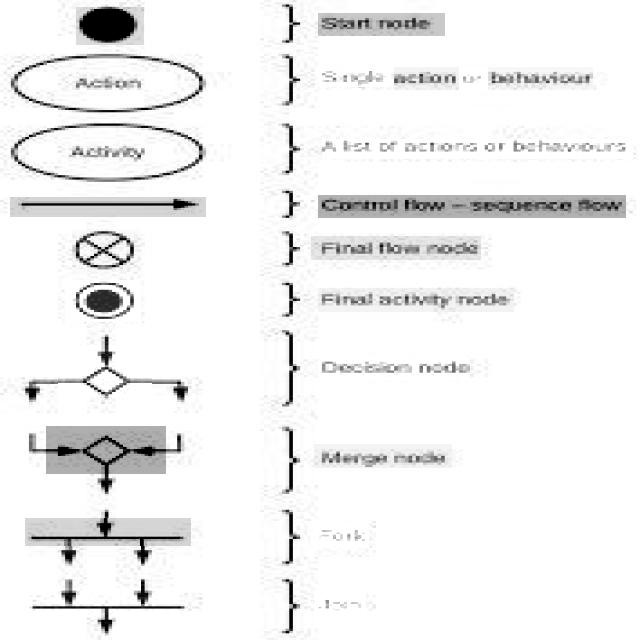 Start node
Action
Single action or behaviour
Activity
A list of actions or behaviours
Control flow – sequence flow
Final flow node
Final activity node
Decision node
Merge node
Fork